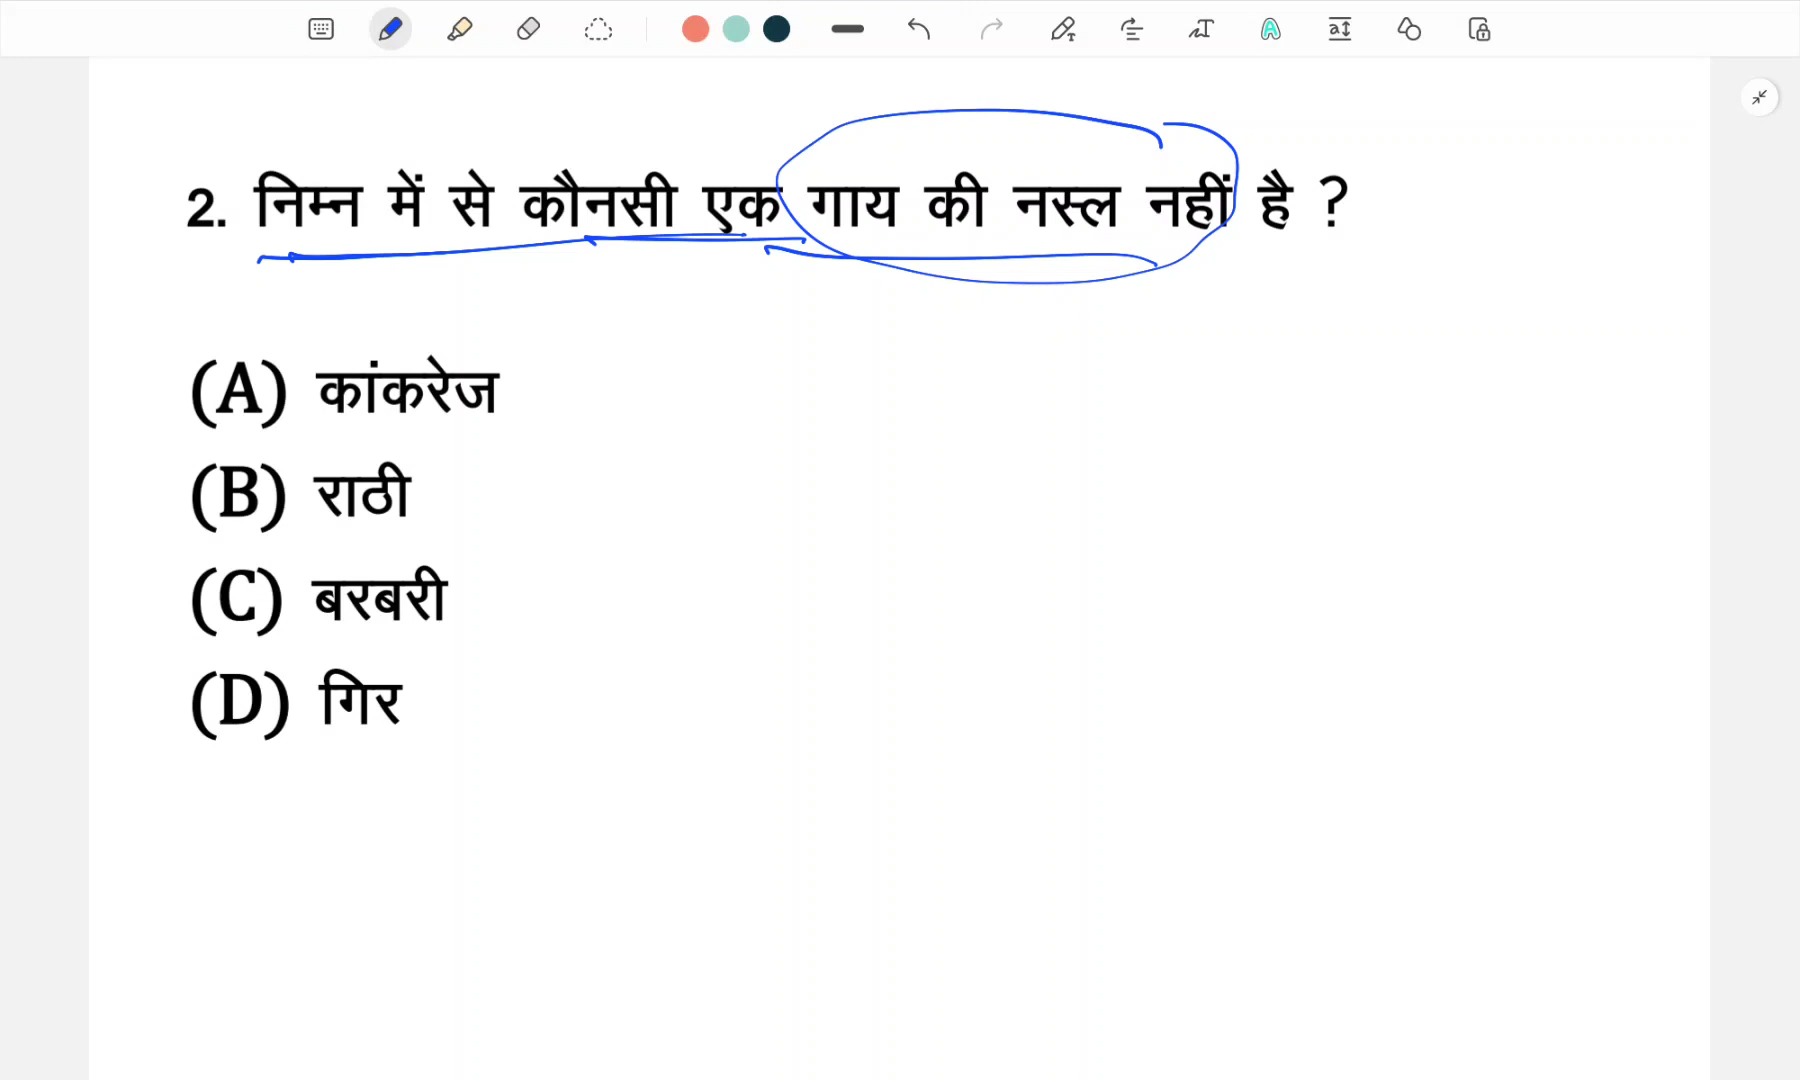 2. निम्न में से कौनसी एक गाय की नस्ल नहीं है ?
(A) कांकरेज
(B) राठी
(C) बरबरी
(D) गिर